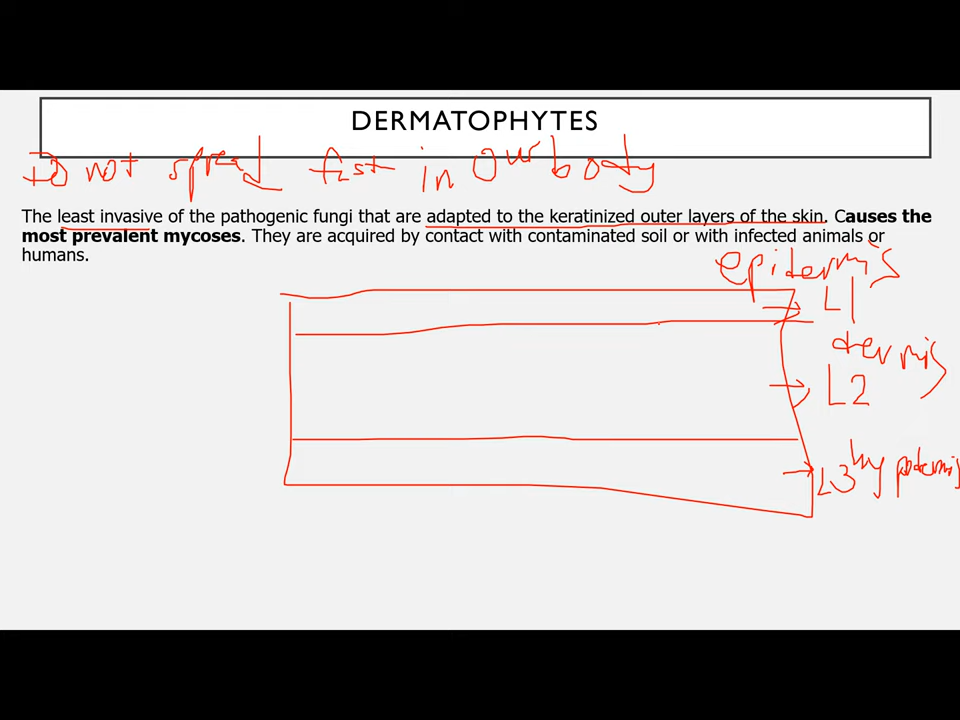 DERMATOPHYTES
Do not spread fast in our body
The least invasive of the pathogenic fungi that are adapted to the keratinized outer layers of the skin. Causes the
most prevalent mycoses. They are acquired by contact with contaminated soil or with infected animals or
humans.
epidermis
L1
dermis
L2
L3 hypodermis